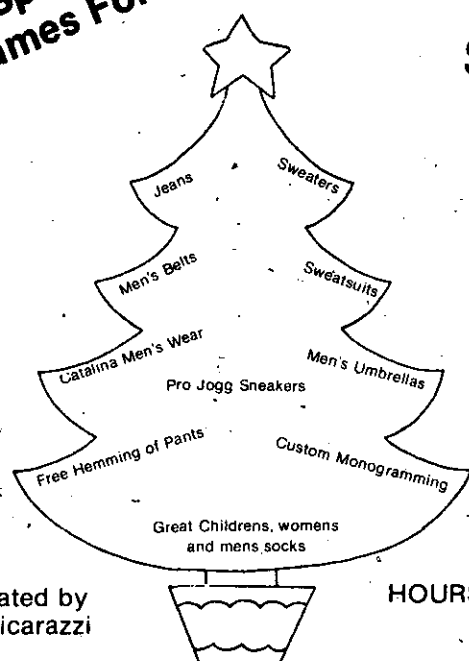 ames For
S
Jeans
Sweaters
Men's Belts
Sweatsuits
Catalina Men's Wear
Men's Umbrellas
Pro Jogg Sneakers
Free Hemming of Pants
Custom Monogramming
Great Childrens, womens
and mens socks
ated by
icarazzi
HOURS